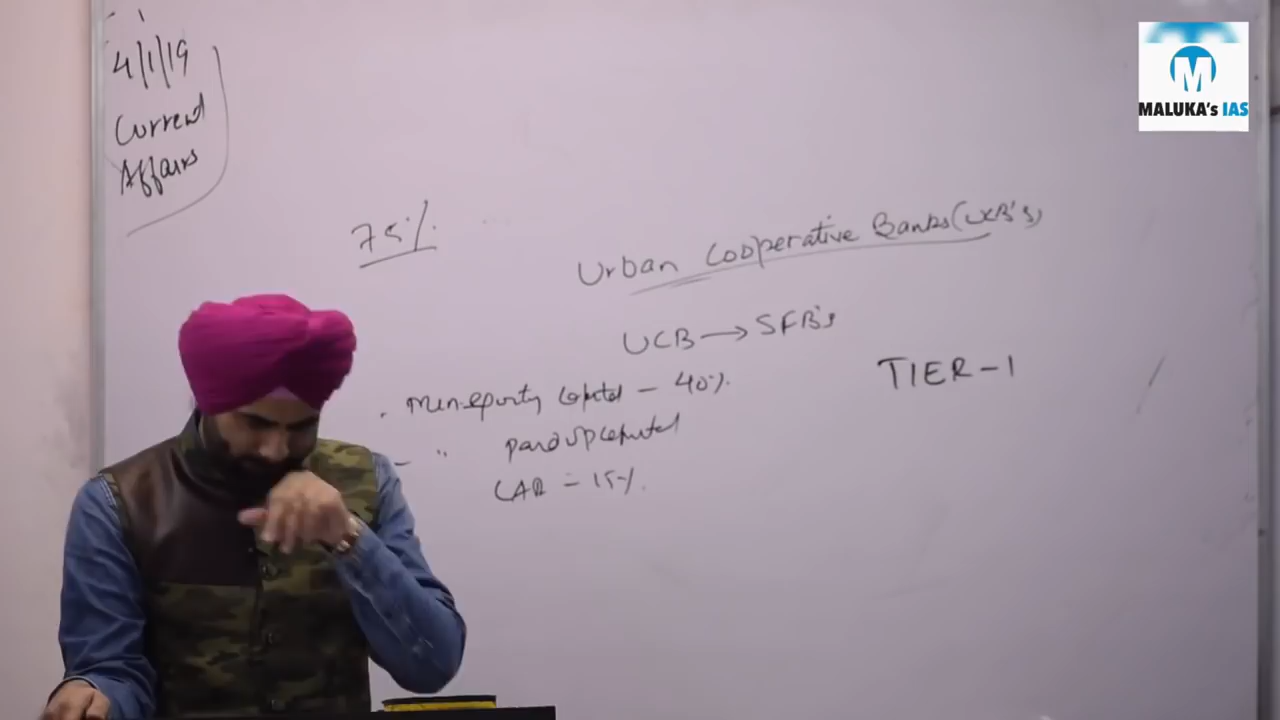 4/1/19
Current
Affairs
75%
Urban Cooperative Banks (UCB's)
UCB → SFB's
TIER-1
Min. equity capital - 40%.
- " paid up capital
CAR = 15%.
M
MALUKA's IAS